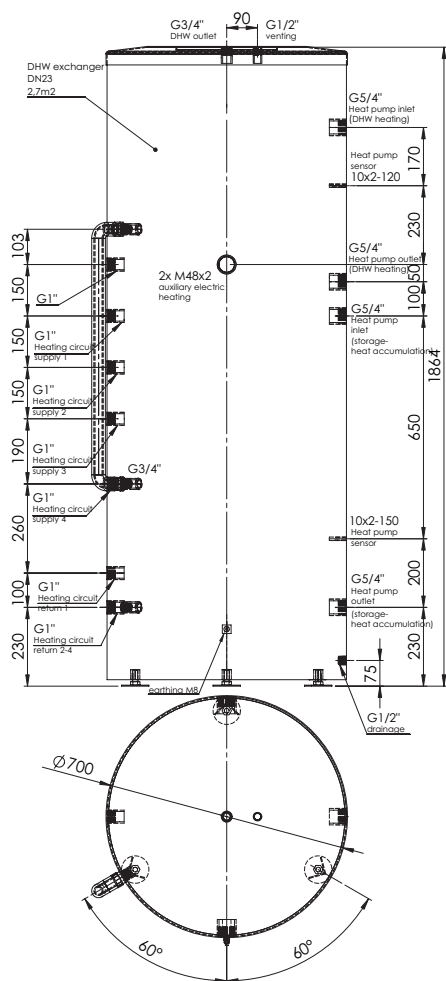 G3/4"
DHW outlet
90
G1/2"
venting
DHW exchanger
DN23
2,7m2
G5/4"
Heat pump inlet
(DHW heating)
170
Heat pump
sensor
10x2-120
230
G5/4"
Heat pump outlet
(DHW heating)
50
100
G5/4"
Heat pump
inlet
(storage-
heat accumulation)
1864
650
2x M48x2
auxiliary electric
heating
103
150
G1"
150
G1"
Heating circuit
supply 1
150
G1"
Heating circuit
supply 2
190
G1"
Heating circuit
supply 3
G3/4"
G1"
Heating circuit
supply 4
260
G1"
Heating circuit
return 1
100
G1"
Heating circuit
return 2-4
230
10x2-150
Heat pump
sensor
200
G5/4"
Heat pump
outlet
(storage-
heat accumulation)
230
75
earthing M8
G1/2"
drainage
Ø700
60°
60°